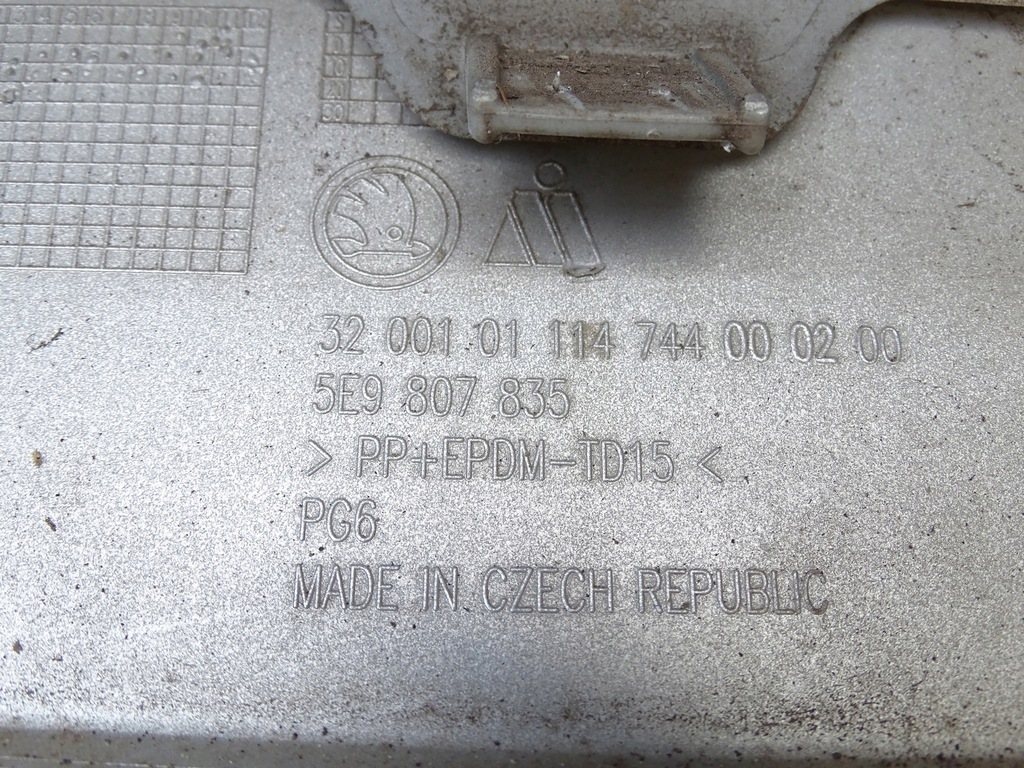 32 001 01 114 744 00 02 00
5E9 807 835
> PP+EPDM-TD15 <
PG6
MADE IN CZECH REPUBLIC